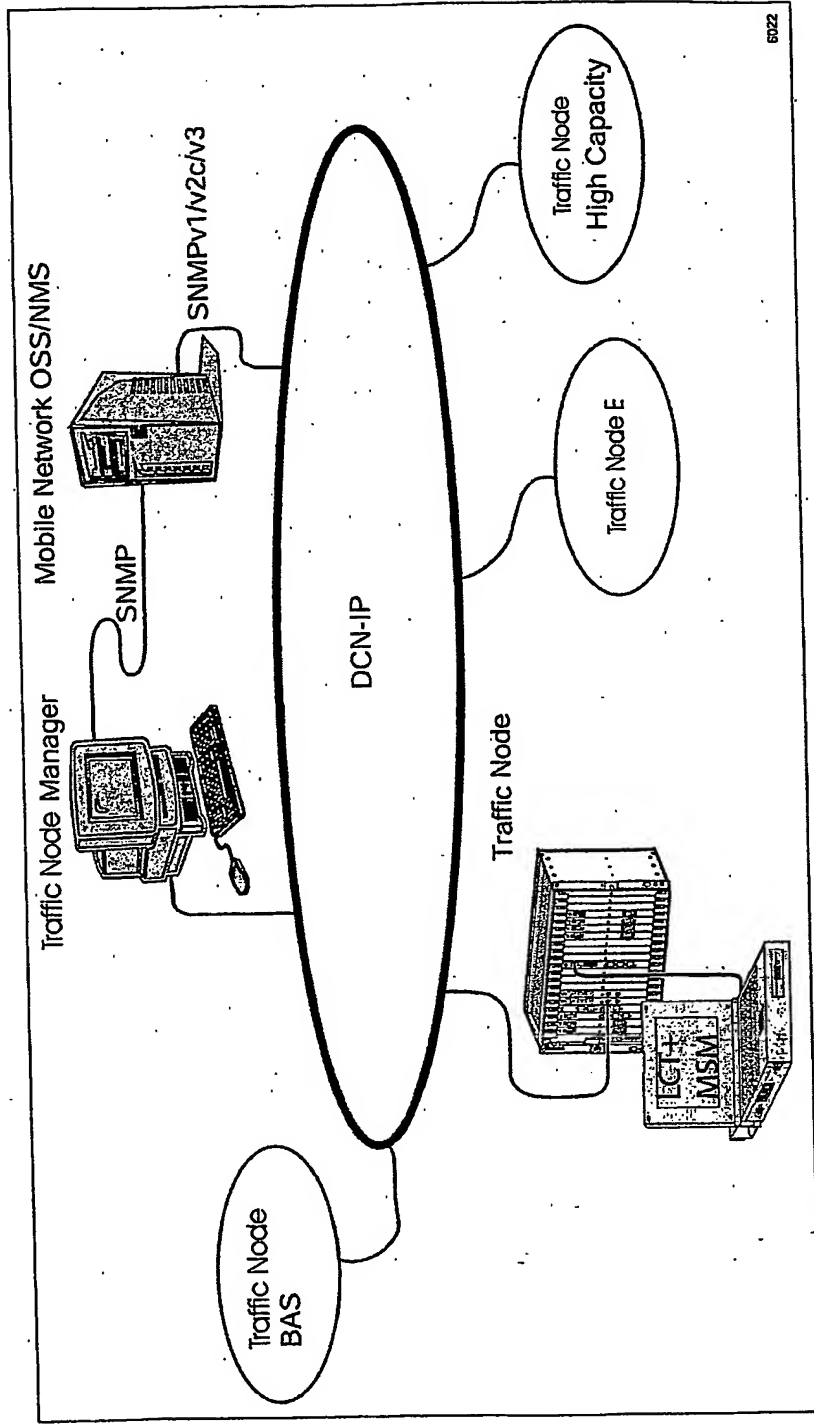 Traffic Node Manager
Mobile Network OSS/NMS
SNMP
SNMPv1/v2c/v3
DCN-IP
Traffic Node
BAS
Traffic Node
LCT+
MSM
Traffic Node E
Traffic Node
High Capacity
6022